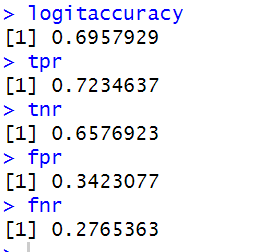 > logitaccuracy
[1] 0.6957929
> tpr
[1] 0.7234637
> tnr
[1] 0.6576923
> fpr
[1] 0.3423077
> fnr
[1] 0.2765363
>